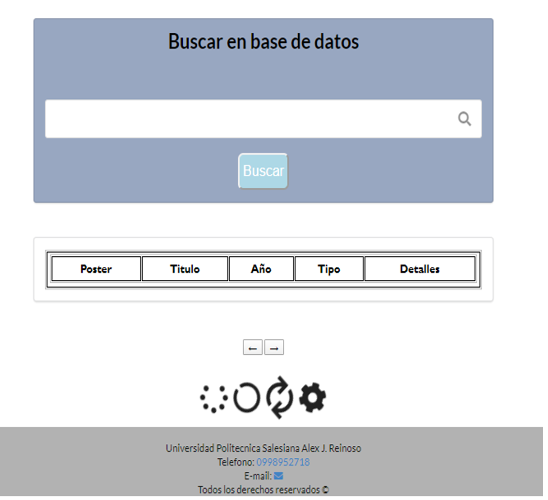 Buscar en base de datos
Buscar
Poster Titulo Año Tipo Detalles
← →
Universidad Politecnica Salesiana Alex J. Reinoso
Telefono: 0998952718
E-mail:
Todos los derechos reservados ©